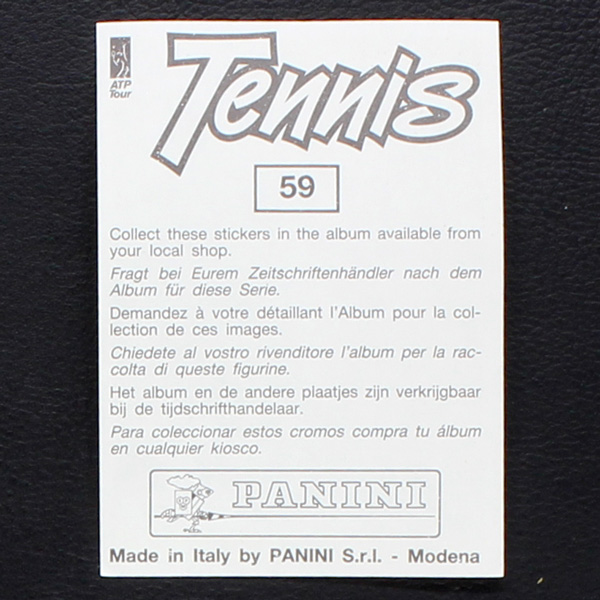 ATP
Tour
Tennis
59
Collect these stickers in the album available from
your local shop.
Fragt bei Eurem Zeitschriftenhändler nach dem
Album für diese Serie.
Demandez à votre détaillant l'Album pour la col-
lection de ces images.
Chiedete al vostro rivenditore l'album per la rac-
colta di queste figurine.
Het album en de andere plaatjes zijn verkrijgbaar
bij de tijdschrifthandelaar.
Para coleccionar estos cromos compra tu álbum
en cualquier kiosco.
PANINI
Made in Italy by PANINI S.r.l. - Modena